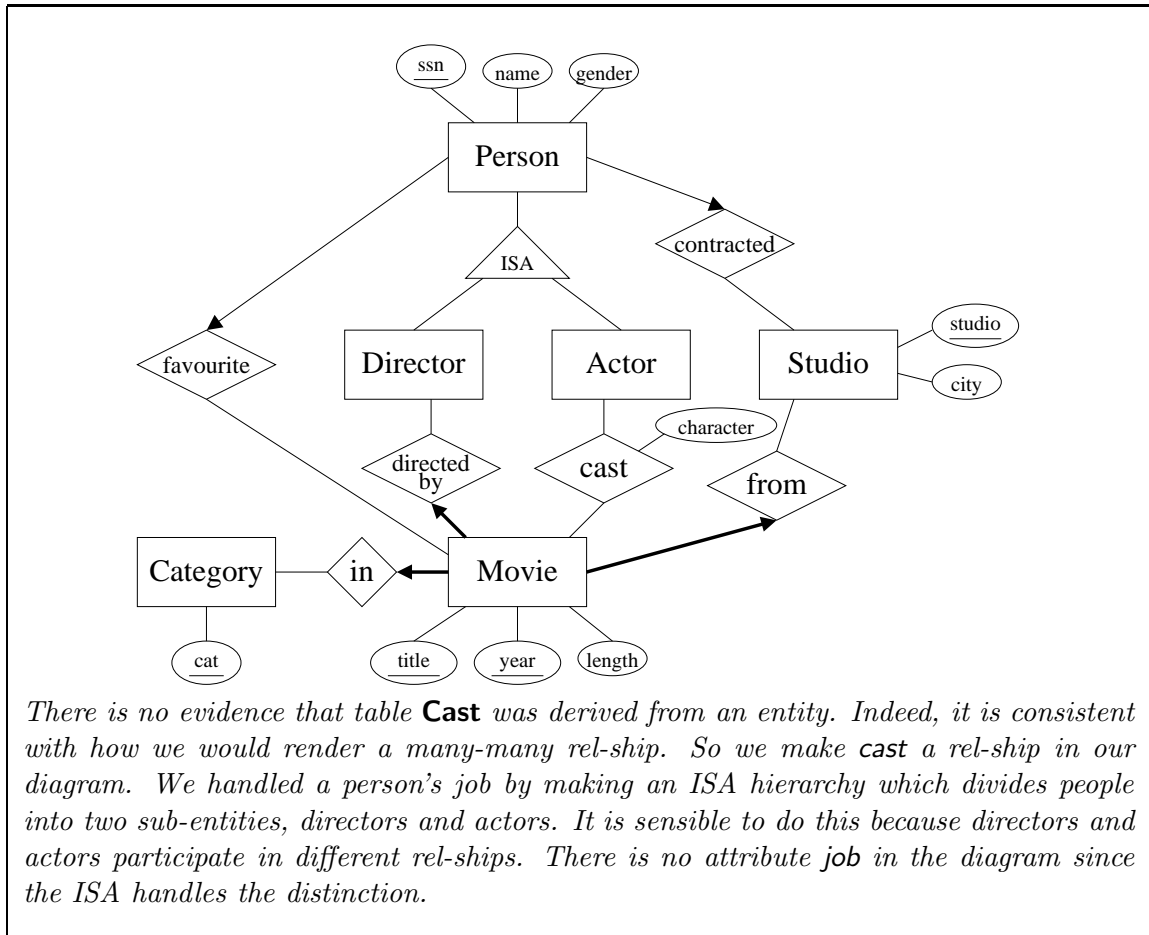 ssn name gender
Person
contracted
ISA
favourite Director Actor Studio studio
city
character
directed
by
cast
from
Category in Movie
cat title year length
There is no evidence that table Cast was derived from an entity. Indeed, it is consistent
with how we would render a many-many rel-ship. So we make cast a rel-ship in our
diagram. We handled a person's job by making an ISA hierarchy which divides people
into two sub-entities, directors and actors. It is sensible to do this because directors and
actors participate in different rel-ships. There is no attribute job in the diagram since
the ISA handles the distinction.